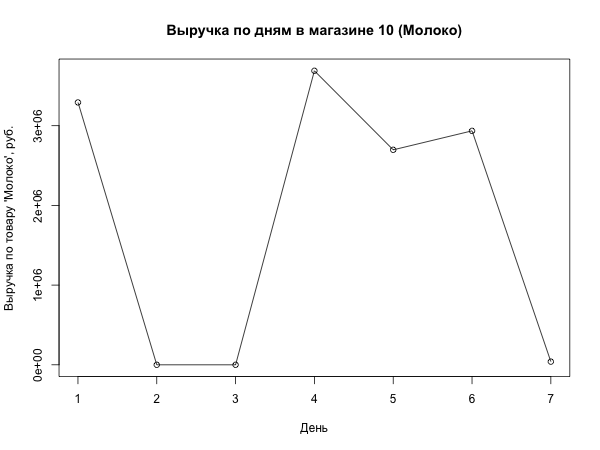 Выручка по дням в магазине 10 (Молоко)
Выручка по товару 'Молоко', руб.
3e+06
2e+06
1e+06
0e+00
1 2 3 4 5 6 7
День